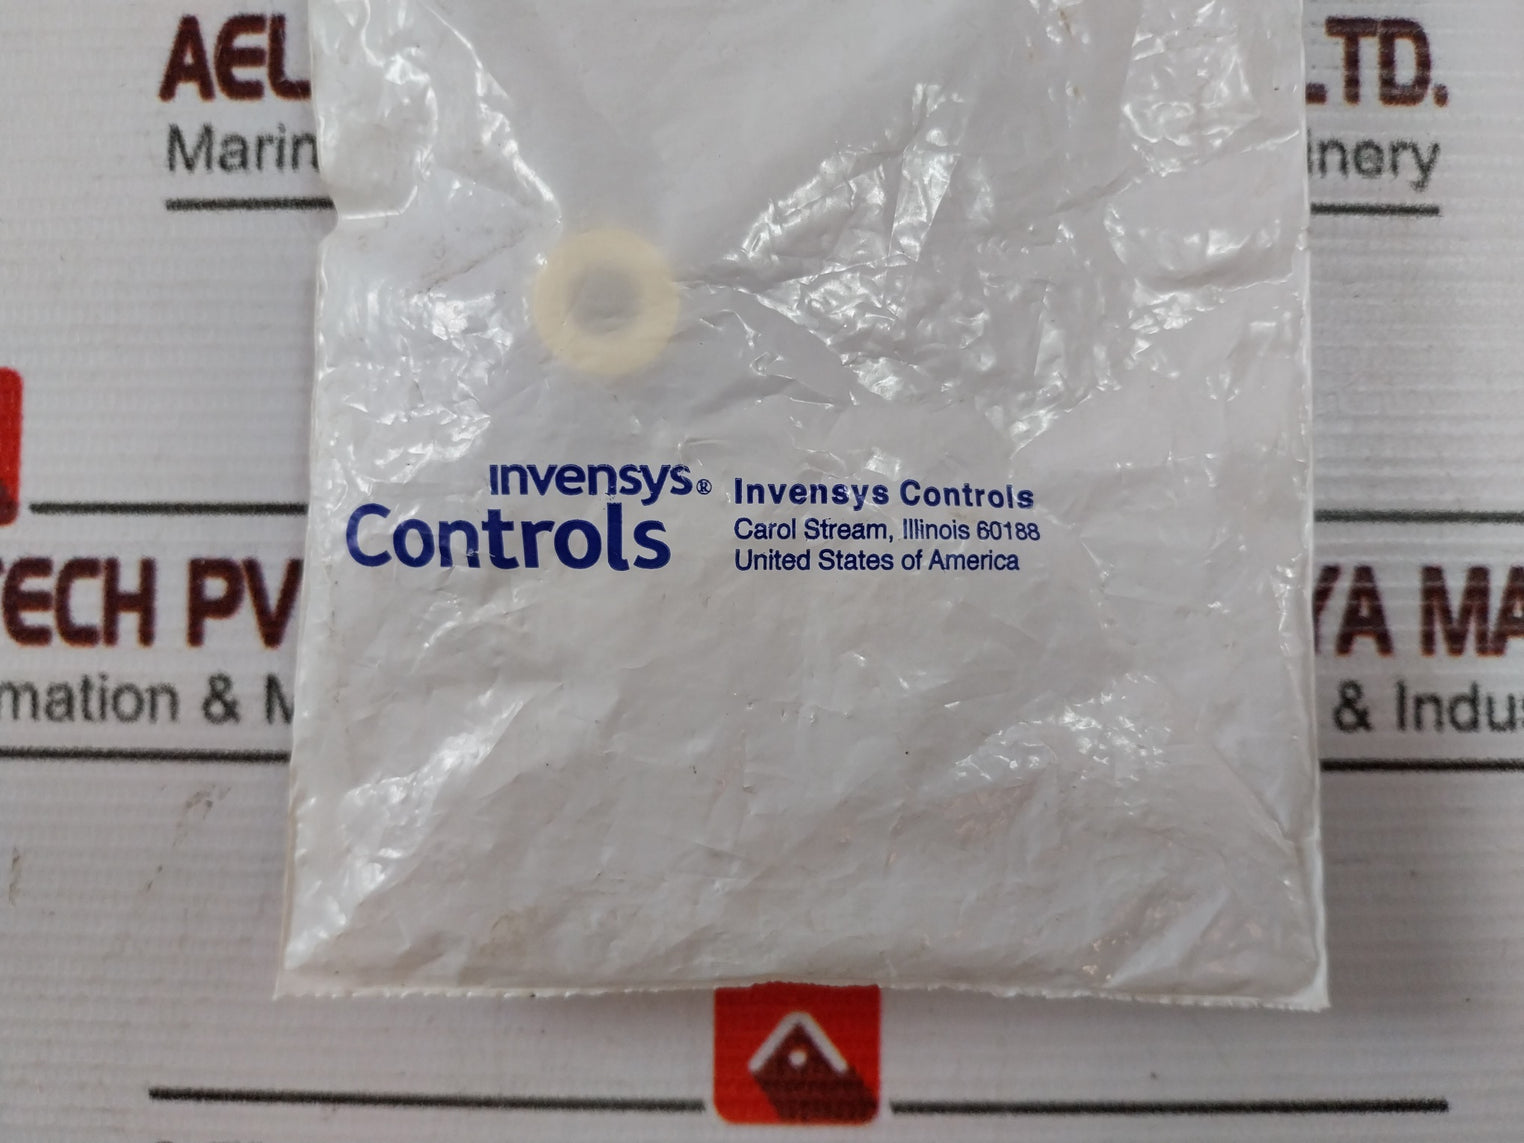 AEL
LTD.
Marin
inery
invensys®
Controls
Invensys Controls
Carol Stream, Illinois 60188
United States of America
TECH PV
YA MA
mation & M
& Indus